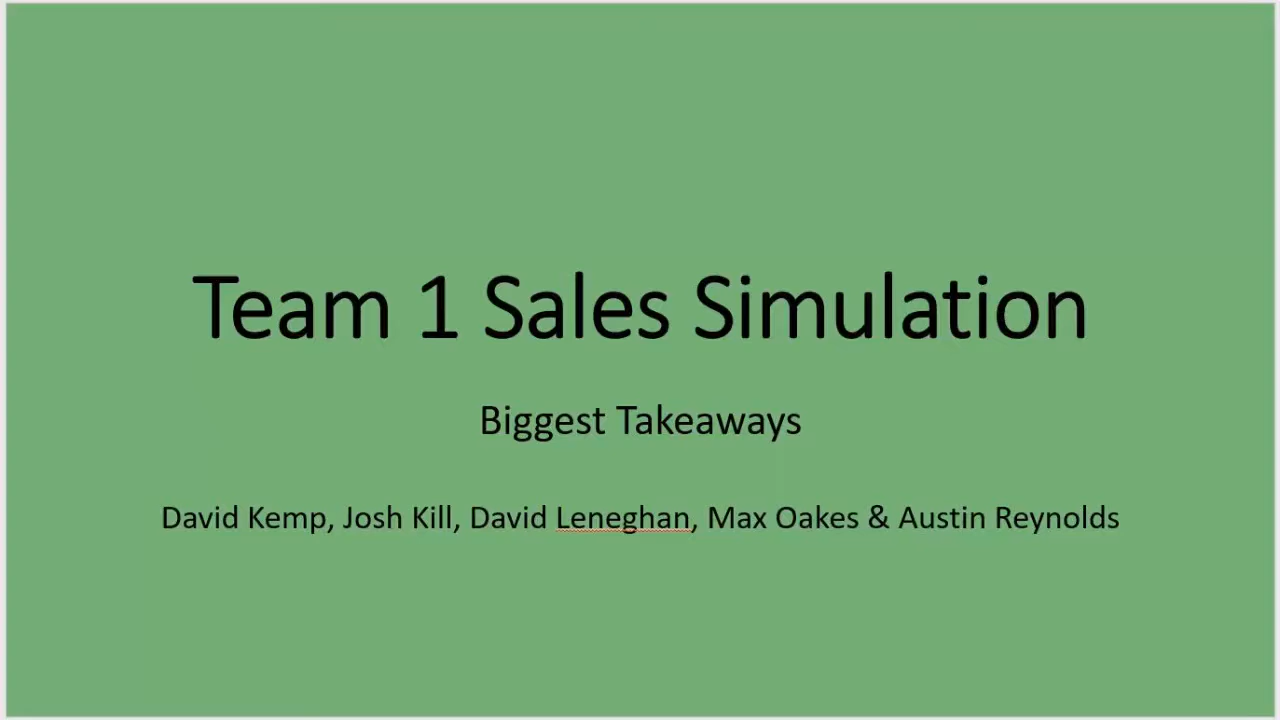 Team 1 Sales Simulation
Biggest Takeaways
David Kemp, Josh Kill, David Leneghan, Max Oakes & Austin Reynolds